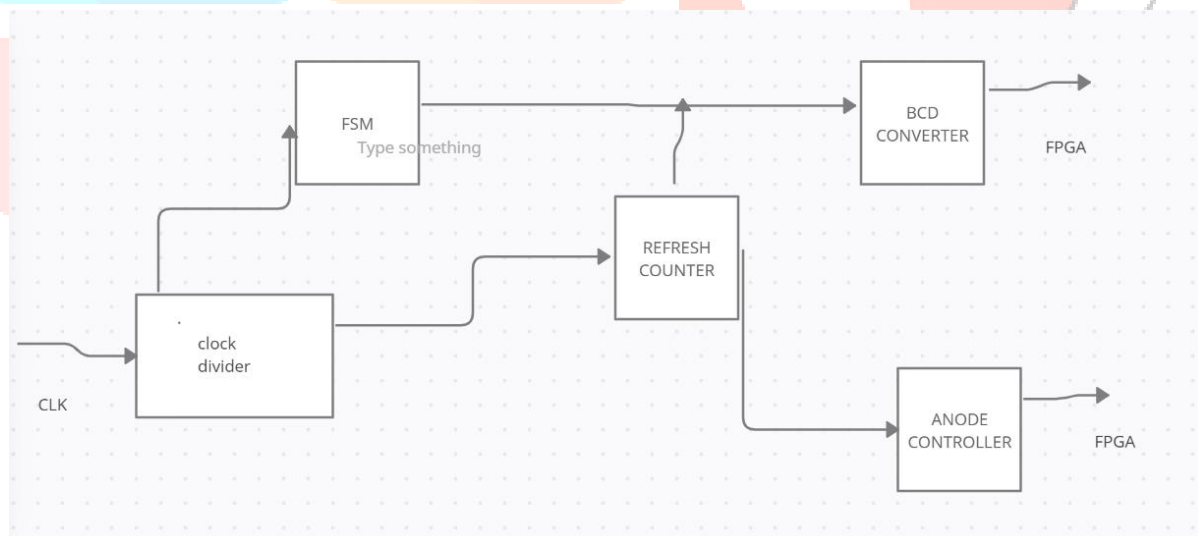 FSM
Type something
BCD
CONVERTER
FPGA
REFRESH
COUNTER
clock
divider
CLK
ANODE
CONTROLLER
FPGA